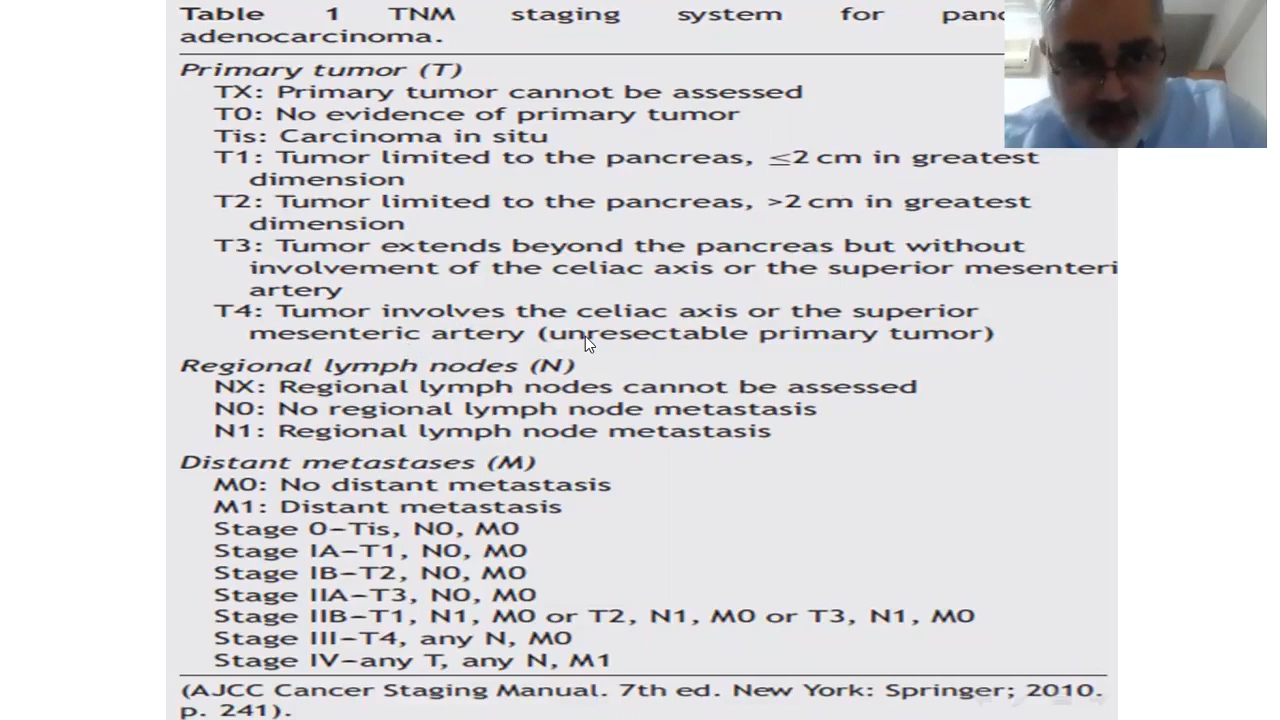 Table 1 TNM staging system for
adenocarcinoma.
Primary tumor (T)
TX: Primary tumor cannot be assessed
T0: No evidence of primary tumor
Tis: Carcinoma in situ
T1: Tumor limited to the pancreas, ≤2 cm in greatest
dimension
T2: Tumor limited to the pancreas, >2 cm in greatest
dimension
T3: Tumor extends beyond the pancreas but without
involvement of the celiac axis or the superior mesenteri
artery
T4: Tumor involves the celiac axis or the superior
mesenteric artery (unresectable primary tumor)
Regional lymph nodes (N)
NX: Regional lymph nodes cannot be assessed
N0: No regional lymph node metastasis
N1: Regional lymph node metastasis
Distant metastases (M)
M0: No distant metastasis
M1: Distant metastasis
Stage 0–Tis, N0, M0
Stage IA–T1, N0, M0
Stage IB–T2, N0, M0
Stage IIA–T3, N0, M0
Stage IIB–T1, N1, M0 or T2, N1, M0 or T3, N1, M0
Stage III–T4, any N, M0
Stage IV–any T, any N, M1
(AJCC Cancer Staging Manual. 7th ed. New York: Springer; 2010.
p. 241).